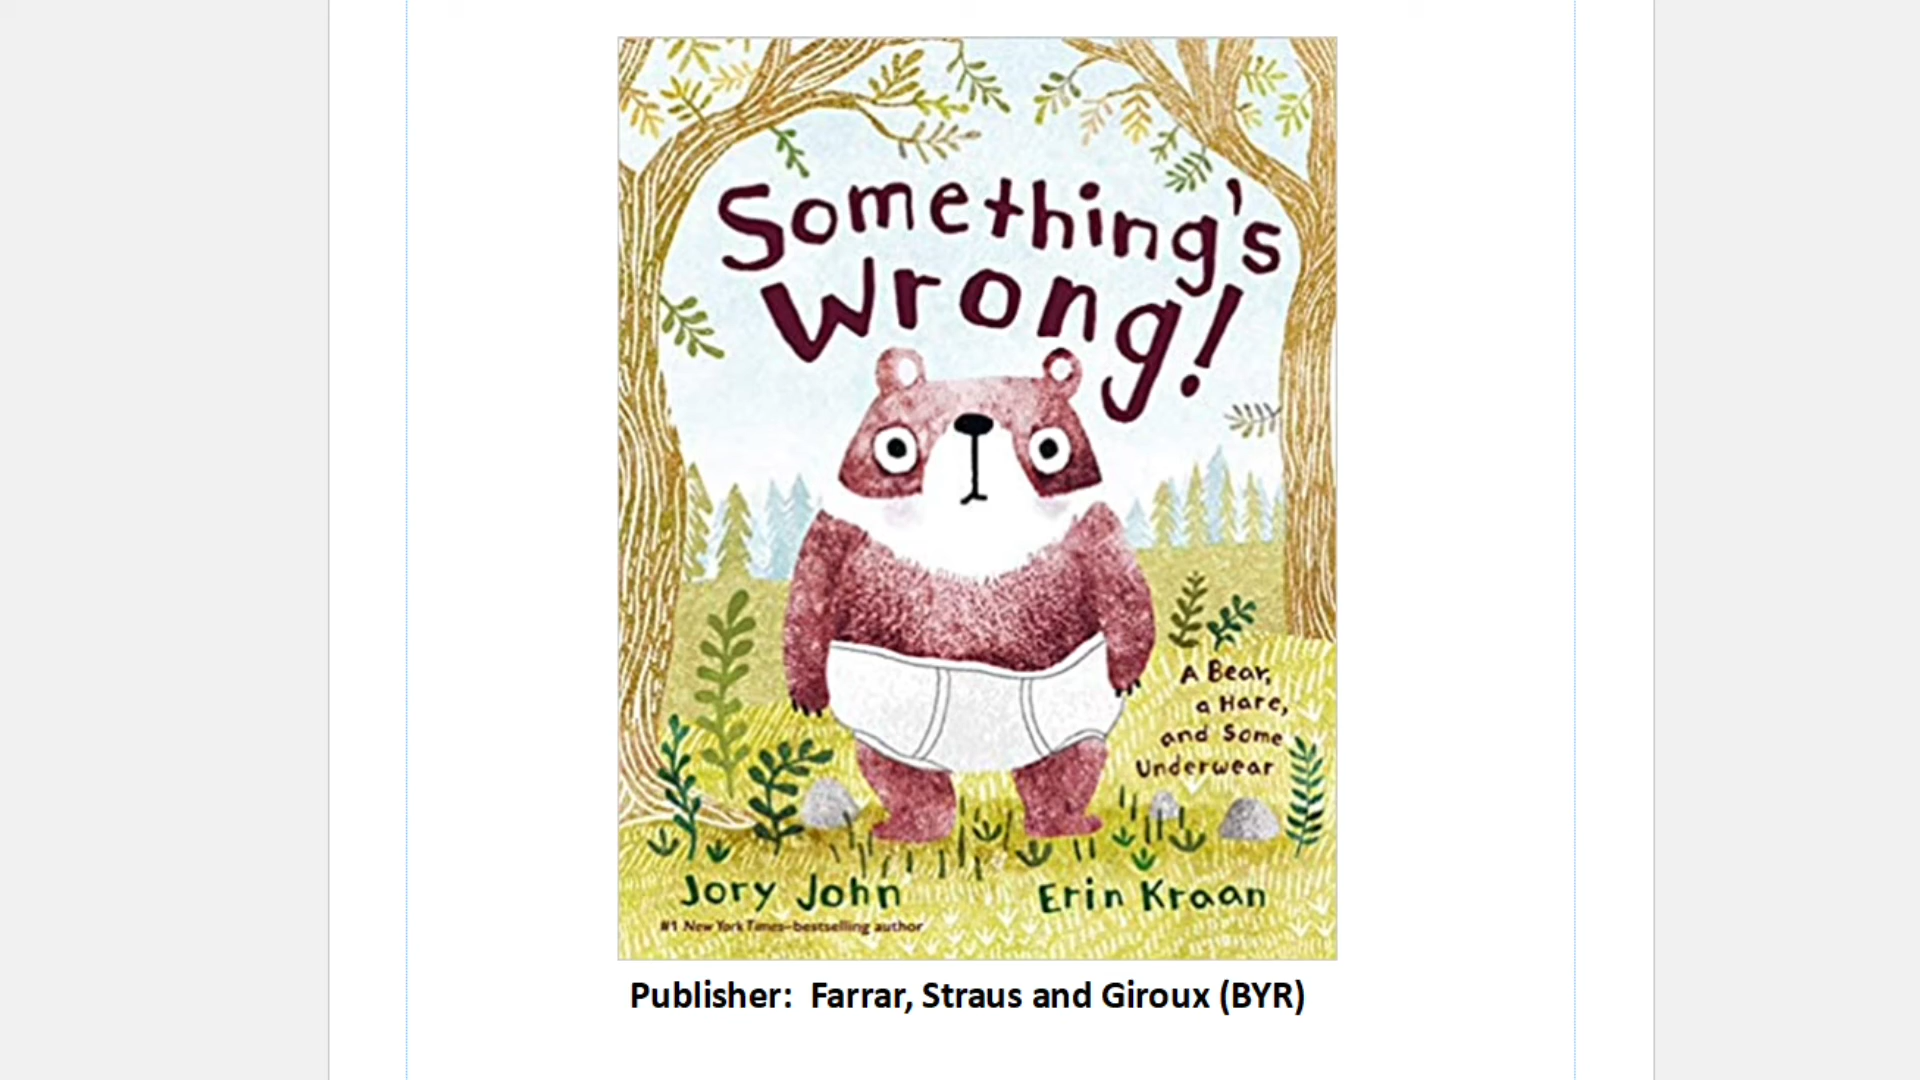 Something's
Wrong!
A Bear,
a Hare,
and Some
Underwear
Jory John
Erin Kraan
#1 New York Times–bestselling author
Publisher:  Farrar, Straus and Giroux (BYR)